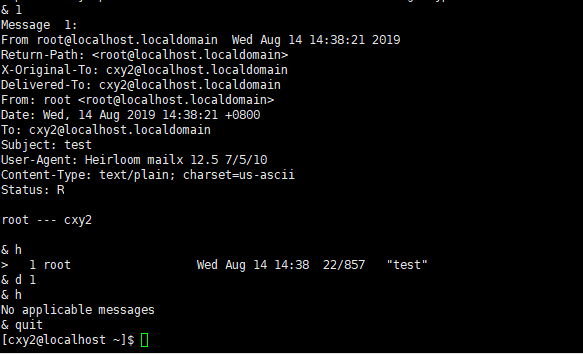 & 1
Message  1:
From root@localhost.localdomain  Wed Aug 14 14:38:21 2019
Return-Path: <root@localhost.localdomain>
X-Original-To: cxy2@localhost.localdomain
Delivered-To: cxy2@localhost.localdomain
From: root <root@localhost.localdomain>
Date: Wed, 14 Aug 2019 14:38:21 +0800
To: cxy2@localhost.localdomain
Subject: test
User-Agent: Heirloom mailx 12.5 7/5/10
Content-Type: text/plain; charset=us-ascii
Status: R

root --- cxy2

& h
>   1 root                  Wed Aug 14 14:38  22/857   "test"
& d 1
& h
No applicable messages
& quit
[cxy2@localhost ~]$